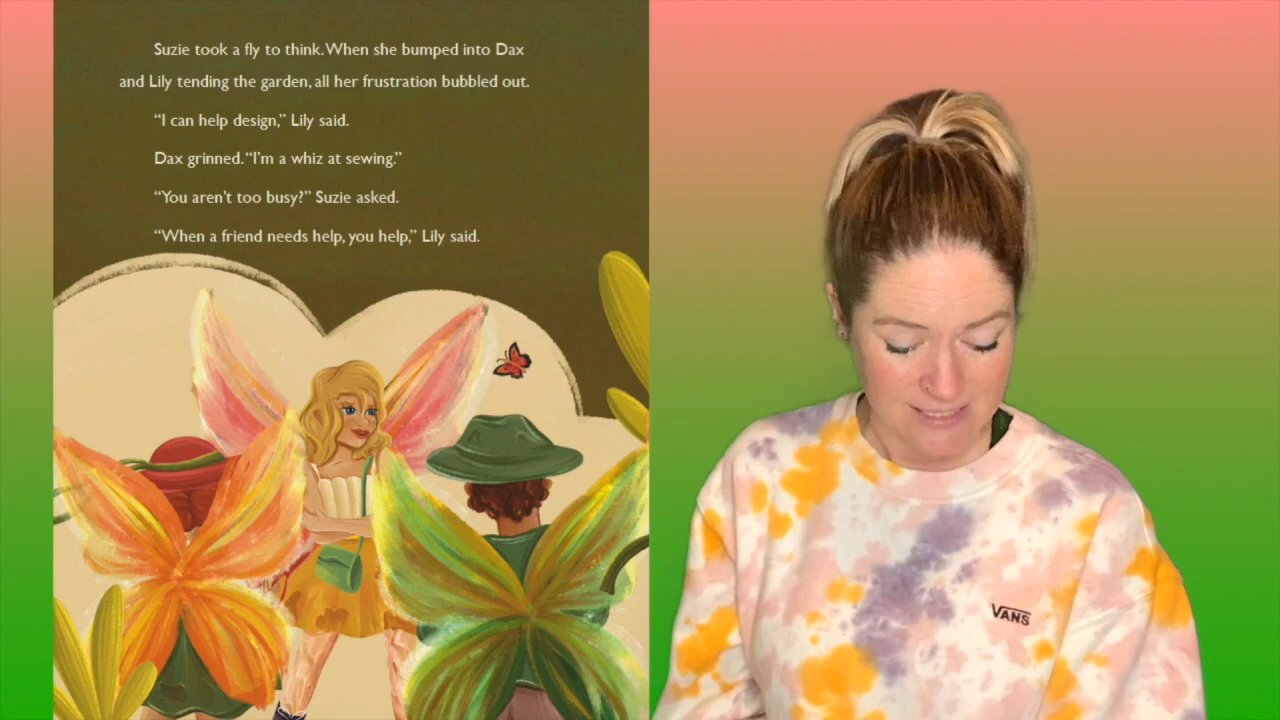 Suzie took a fly to think. When she bumped into Dax
and Lily tending the garden, all her frustration bubbled out.
“I can help design,” Lily said.
Dax grinned. “I’m a whiz at sewing.”
“You aren’t too busy?” Suzie asked.
“When a friend needs help, you help,” Lily said.
VANS